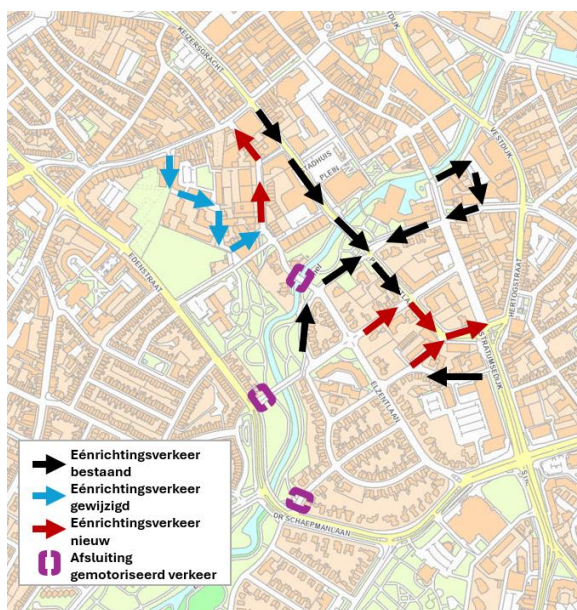 KEIZERSGRACHT
VESTDIJK
STADHUIS
PLEIN
VESTDIJK
EDENSTRAAT
HERTOGSTRAAT
STRATUMSEDIJK
ELZENTLAAN
DR SCHAEPMANLAAN
Eénrichtingsverkeer
bestaand
Eénrichtingsverkeer
gewijzigd
Eénrichtingsverkeer
nieuw
Afsluiting
gemotoriseerd verkeer